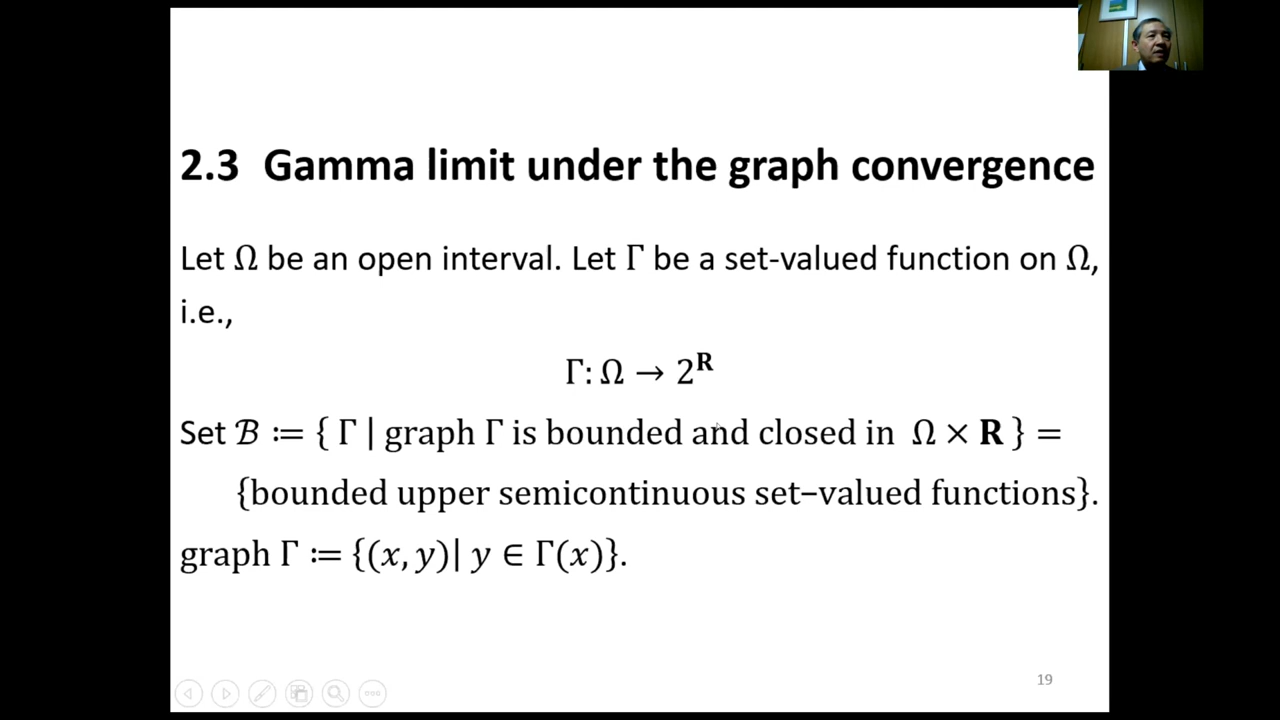 2.3 Gamma limit under the graph convergence
Let Ω be an open interval. Let Γ be a set-valued function on Ω,
i.e.,
Γ: Ω → 2^𝐑
Set ℬ ≔ { Γ | graph Γ is bounded and closed in Ω × 𝐑 } =
{bounded upper semicontinuous set−valued functions}.
graph Γ ≔ {(x, y)| y ∈ Γ(x)}.
19